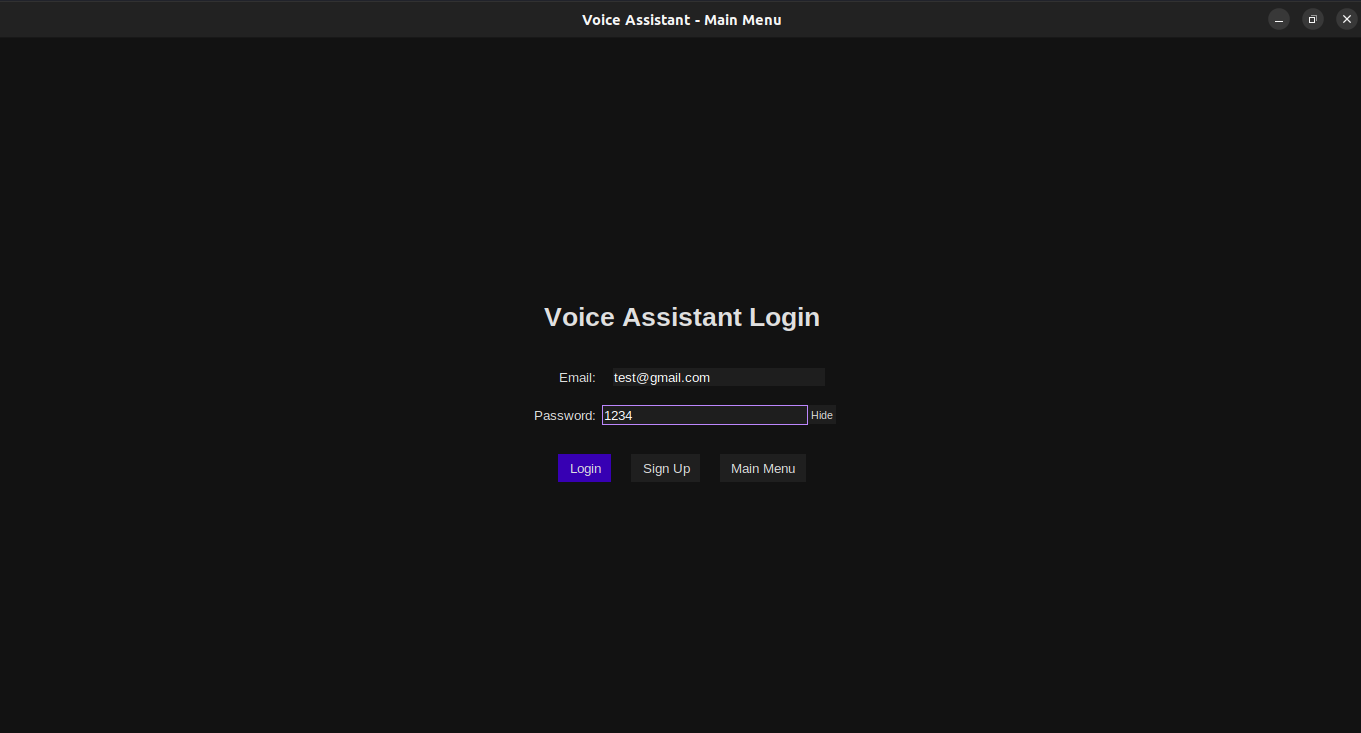 Voice Assistant - Main Menu
Voice Assistant Login
Email: test@gmail.com
Password: 1234 Hide
Login Sign Up Main Menu